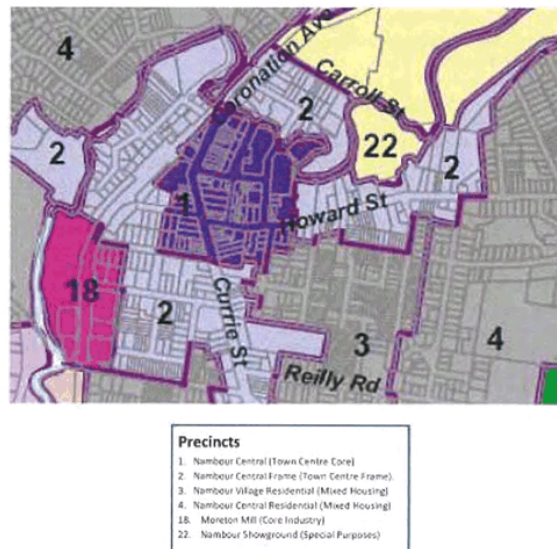 4
Coronation Ave
Carroll St
2
2
22
2
1
Howard St
18
2
Currie St
3
4
Reilly Rd
Precincts
1. Nambour Central (Town Centre Core)
2. Nambour Central Frame (Town Centre Frame).
3. Nambour Village Residential (Mixed Housing)
4. Nambour Central Residential (Mixed Housing)
18. Moreton Mill (Core Industry)
22. Nambour Showground (Special Purposes)